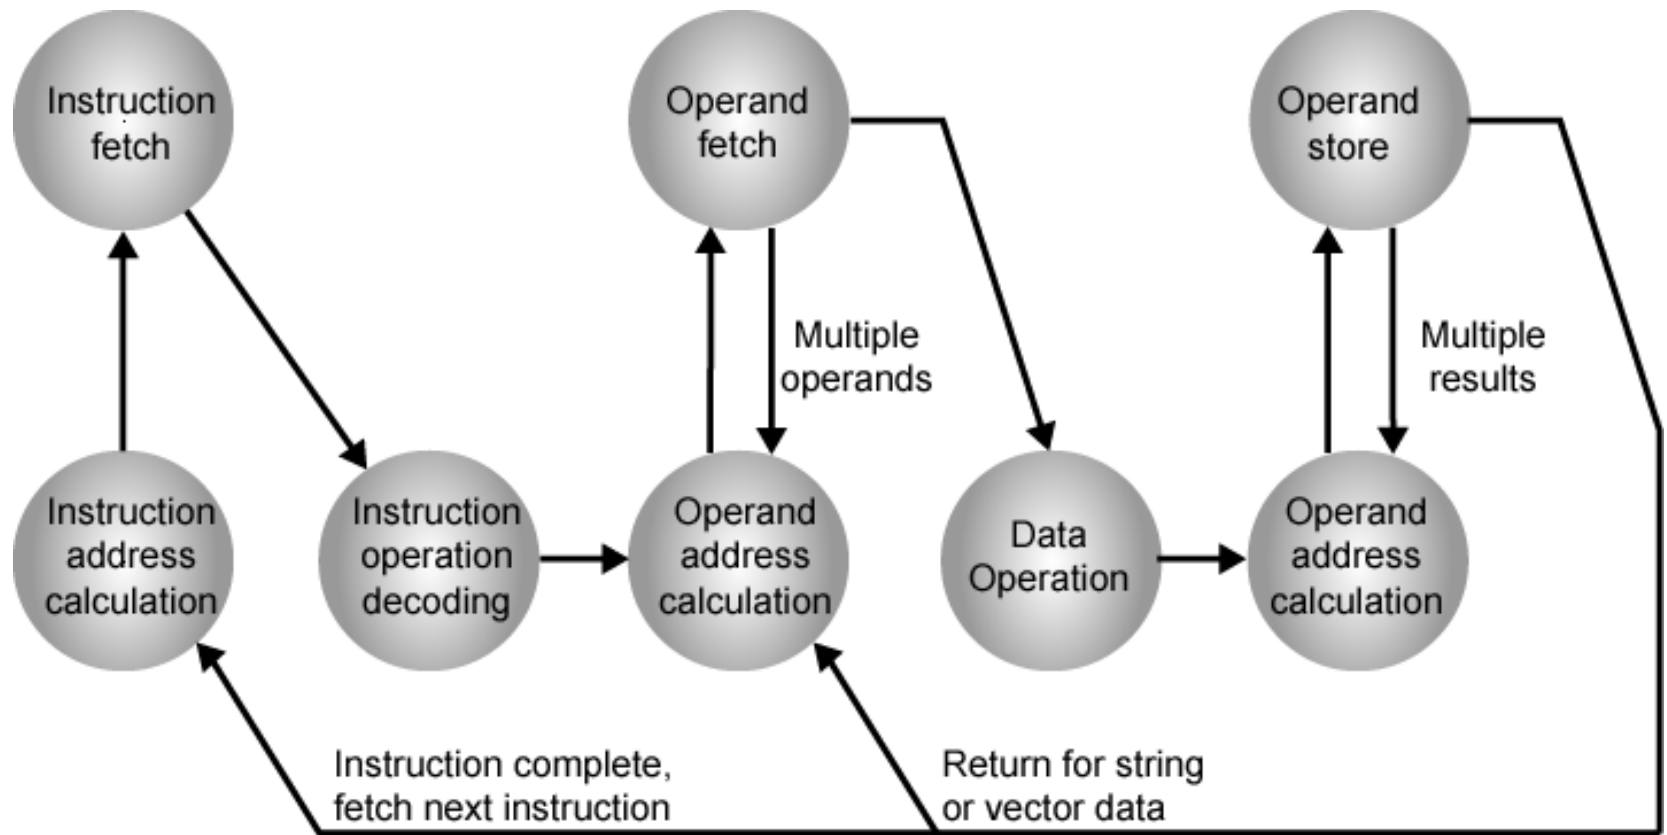 Instruction
fetch
Operand
fetch
Operand
store
Multiple
operands
Multiple
results
Instruction
address
calculation
Instruction
operation
decoding
Operand
address
calculation
Data
Operation
Operand
address
calculation
Instruction complete,
fetch next instruction
Return for string
or vector data